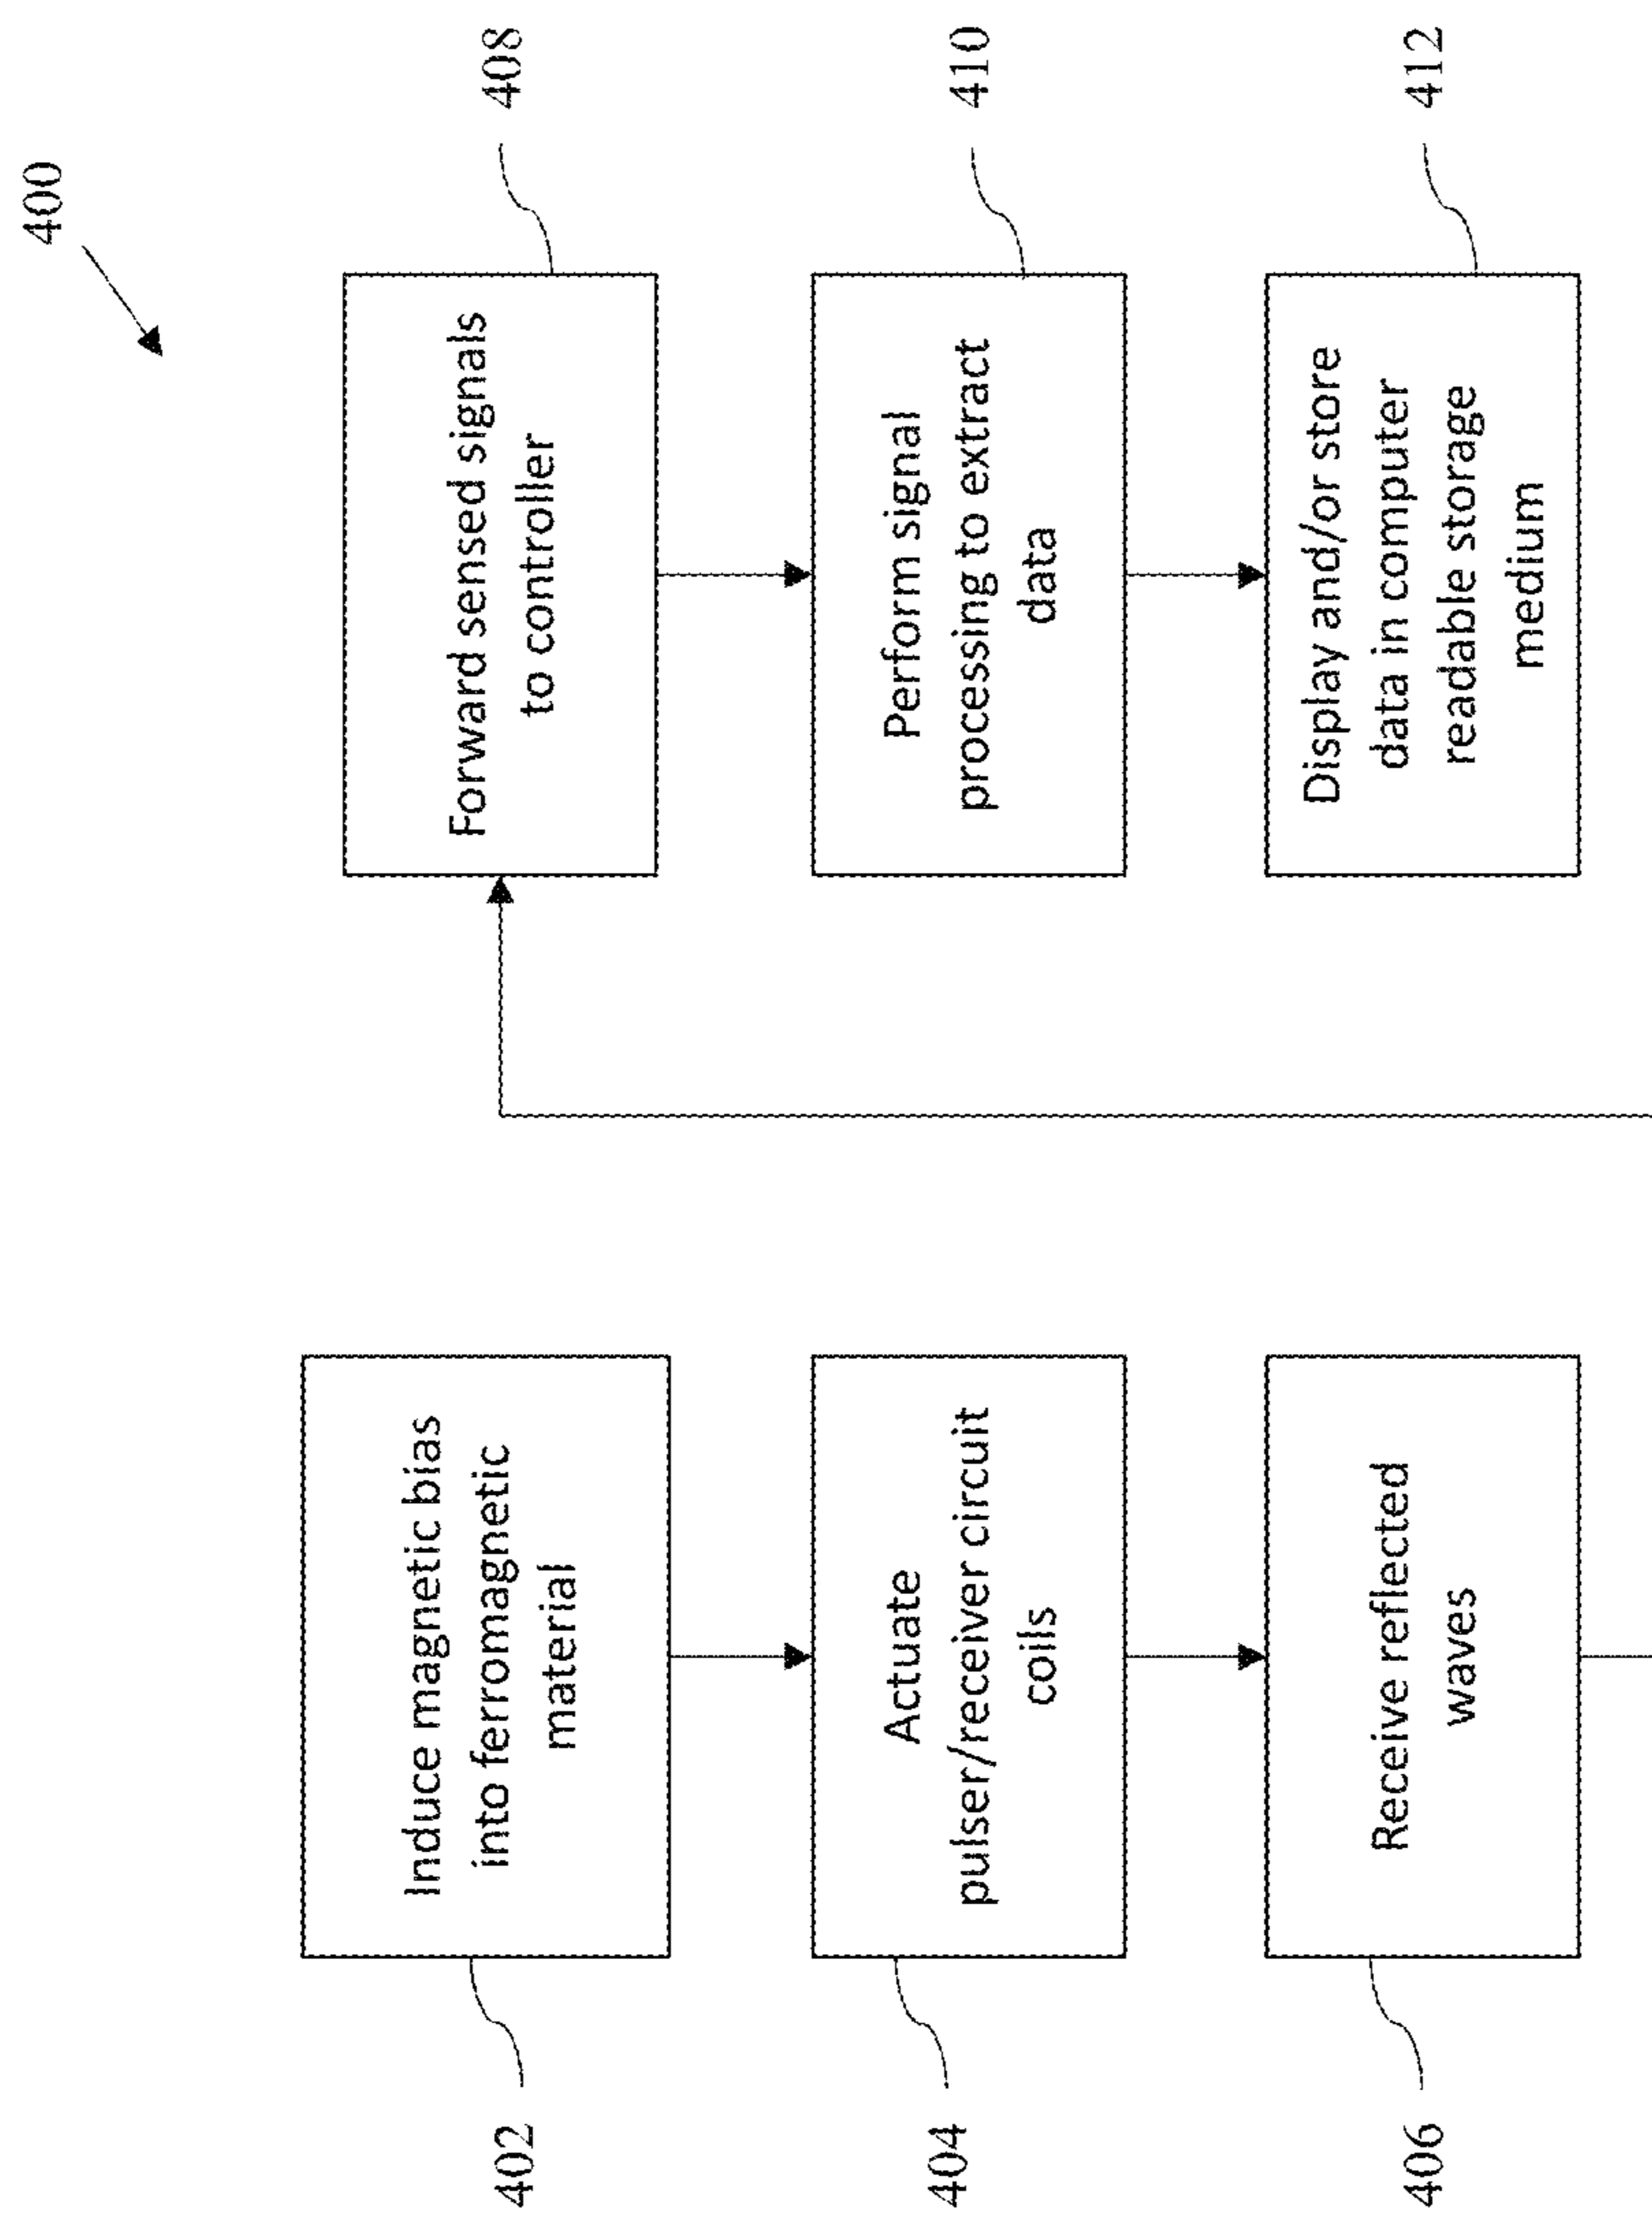 400
402
Induce magnetic bias
into ferromagnetic
material
404
Actuate
pulser/receiver circuit
coils
406
Receive reflected
waves
408
Forward sensed signals
to controller
410
Perform signal
processing to extract
data
412
Display and/or store
data in computer
readable storage
medium